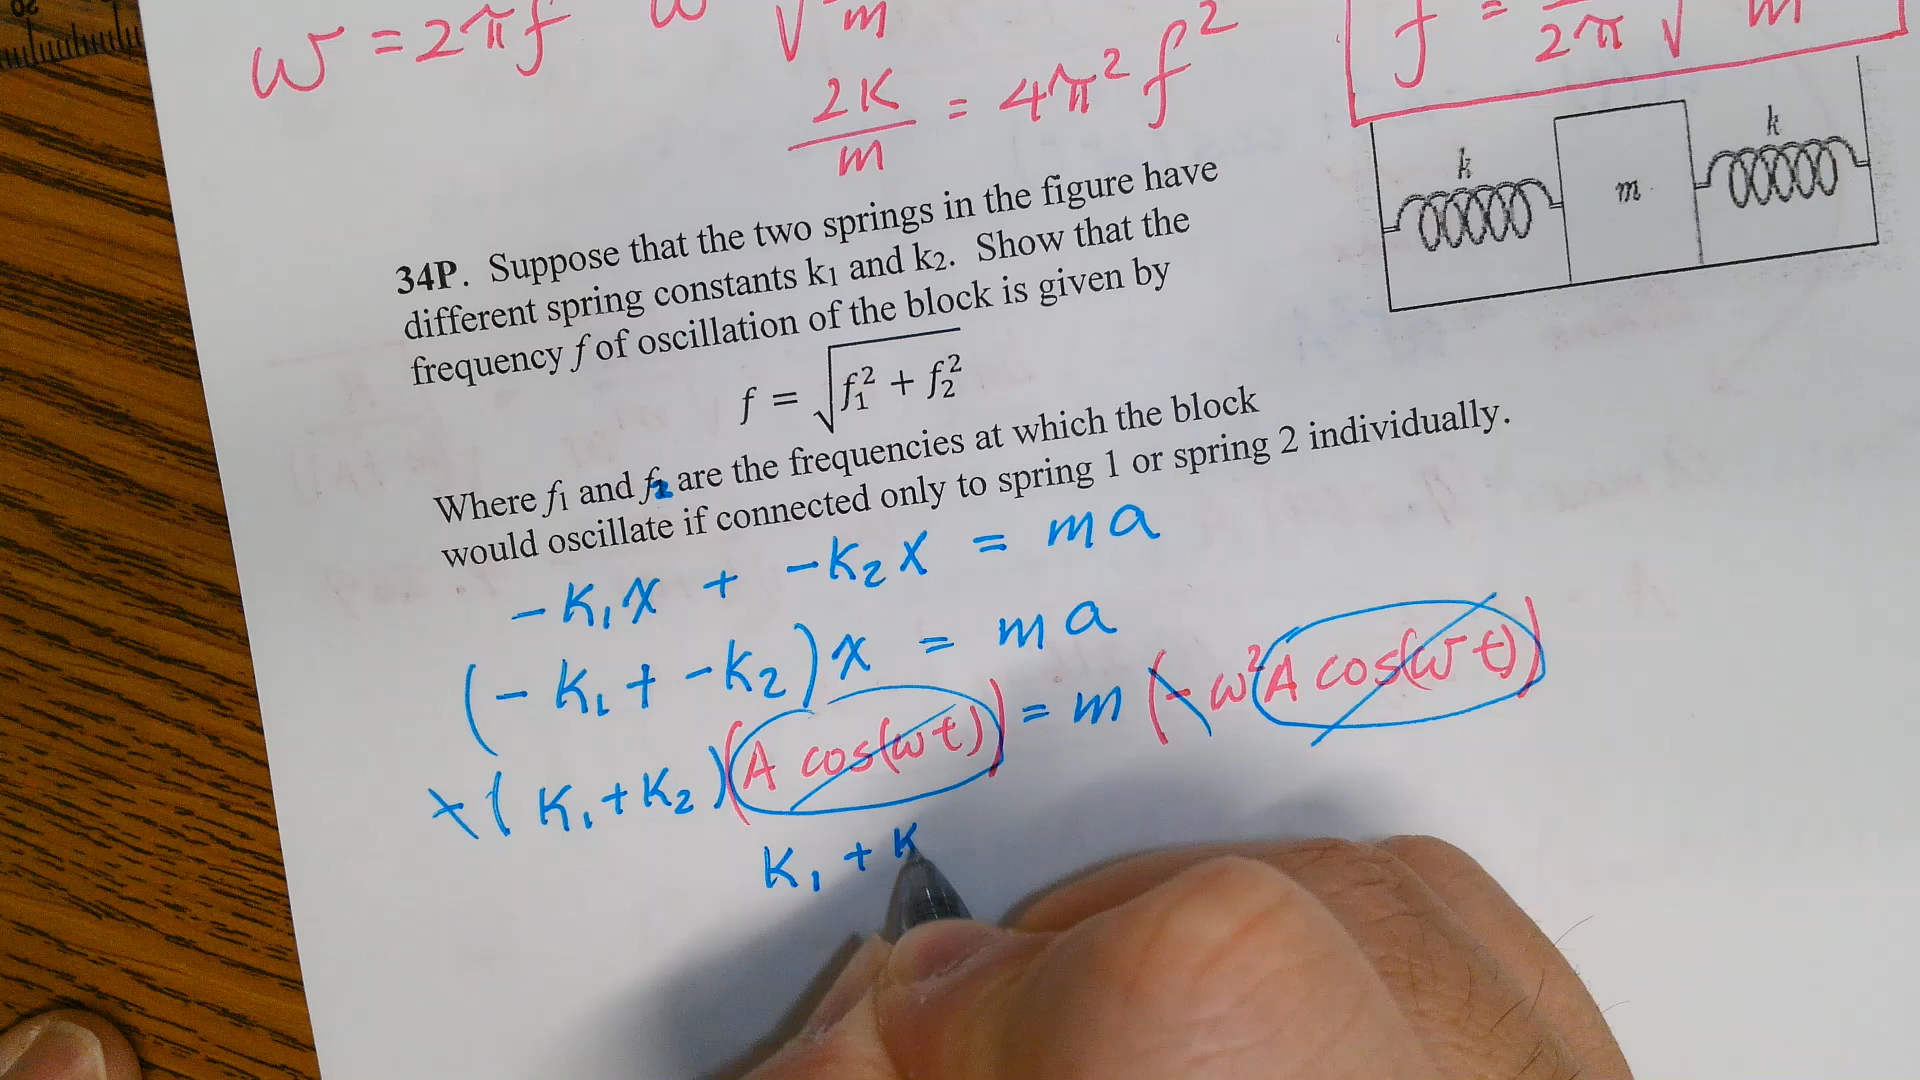 20
ω = 2πf ω √ m
f = 2π √ m
2K/m = 4π² f²
k m k
34P. Suppose that the two springs in the figure have
different spring constants k₁ and k₂. Show that the
frequency f of oscillation of the block is given by
f = √(f₁² + f₂²)
Where f₁ and f₂ are the frequencies at which the block
would oscillate if connected only to spring 1 or spring 2 individually.
-K₁x + -K₂x = ma
(-K₁ + -K₂)x = ma
-(K₁+K₂)(A cos(ωt)) = m(-ω²A cos(ωt))
K₁ + K